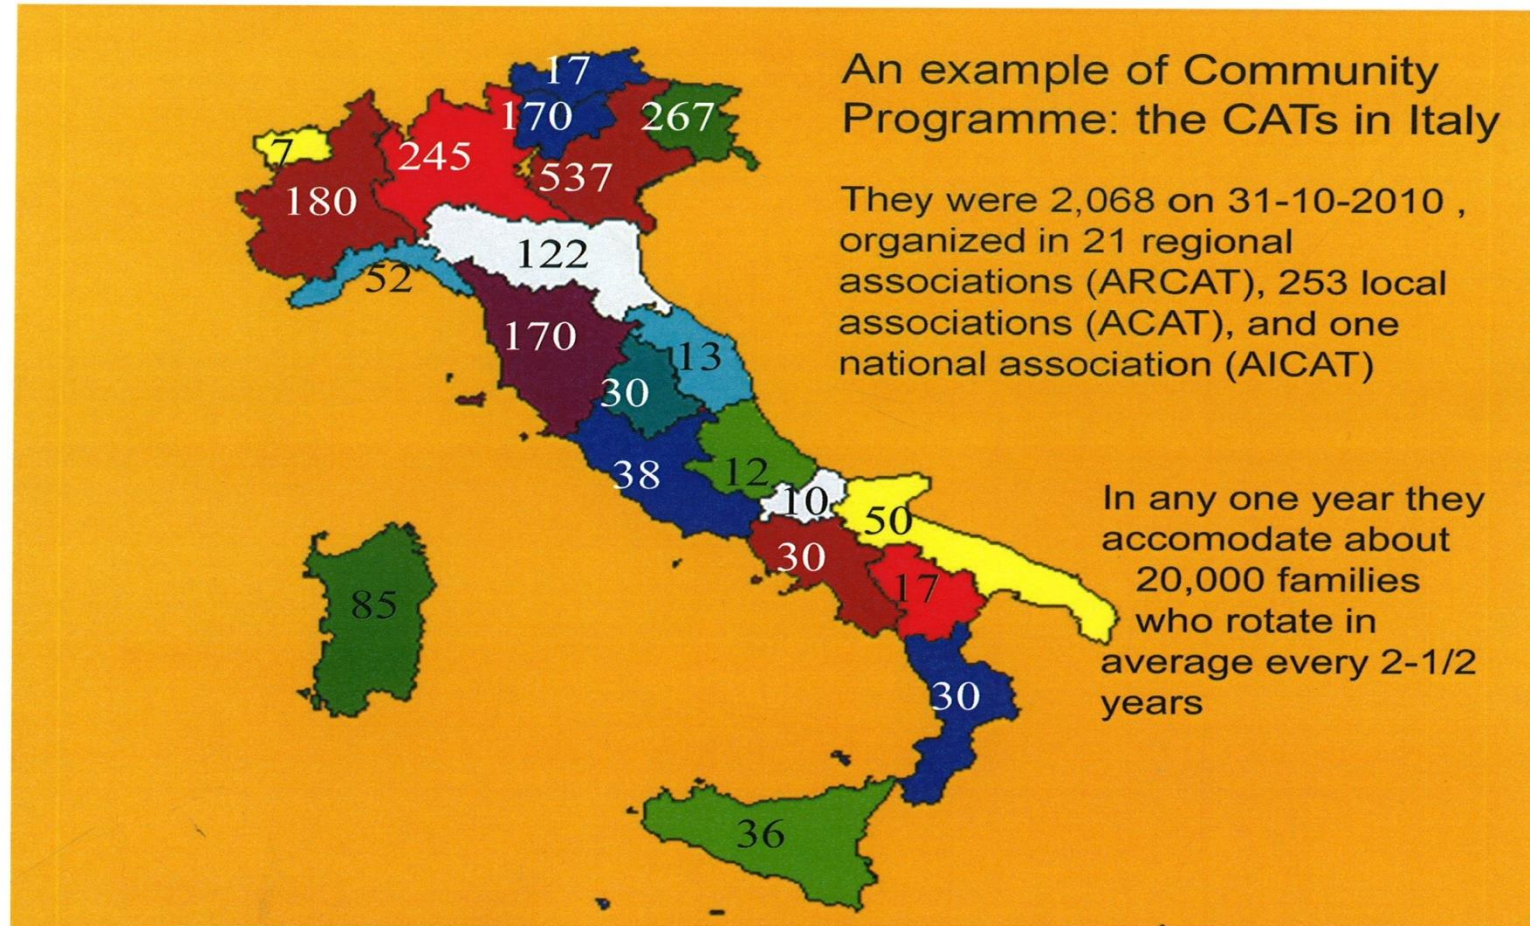 An example of Community
Programme: the CATs in Italy
They were 2,068 on 31-10-2010 ,
organized in 21 regional
associations (ARCAT), 253 local
associations (ACAT), and one
national association (AICAT)
In any one year they
accomodate about
20,000 families
who rotate in
average every 2-1/2
years
17
170
267
7
245
537
180
122
52
170
13
30
38
12
10
50
30
17
85
30
36